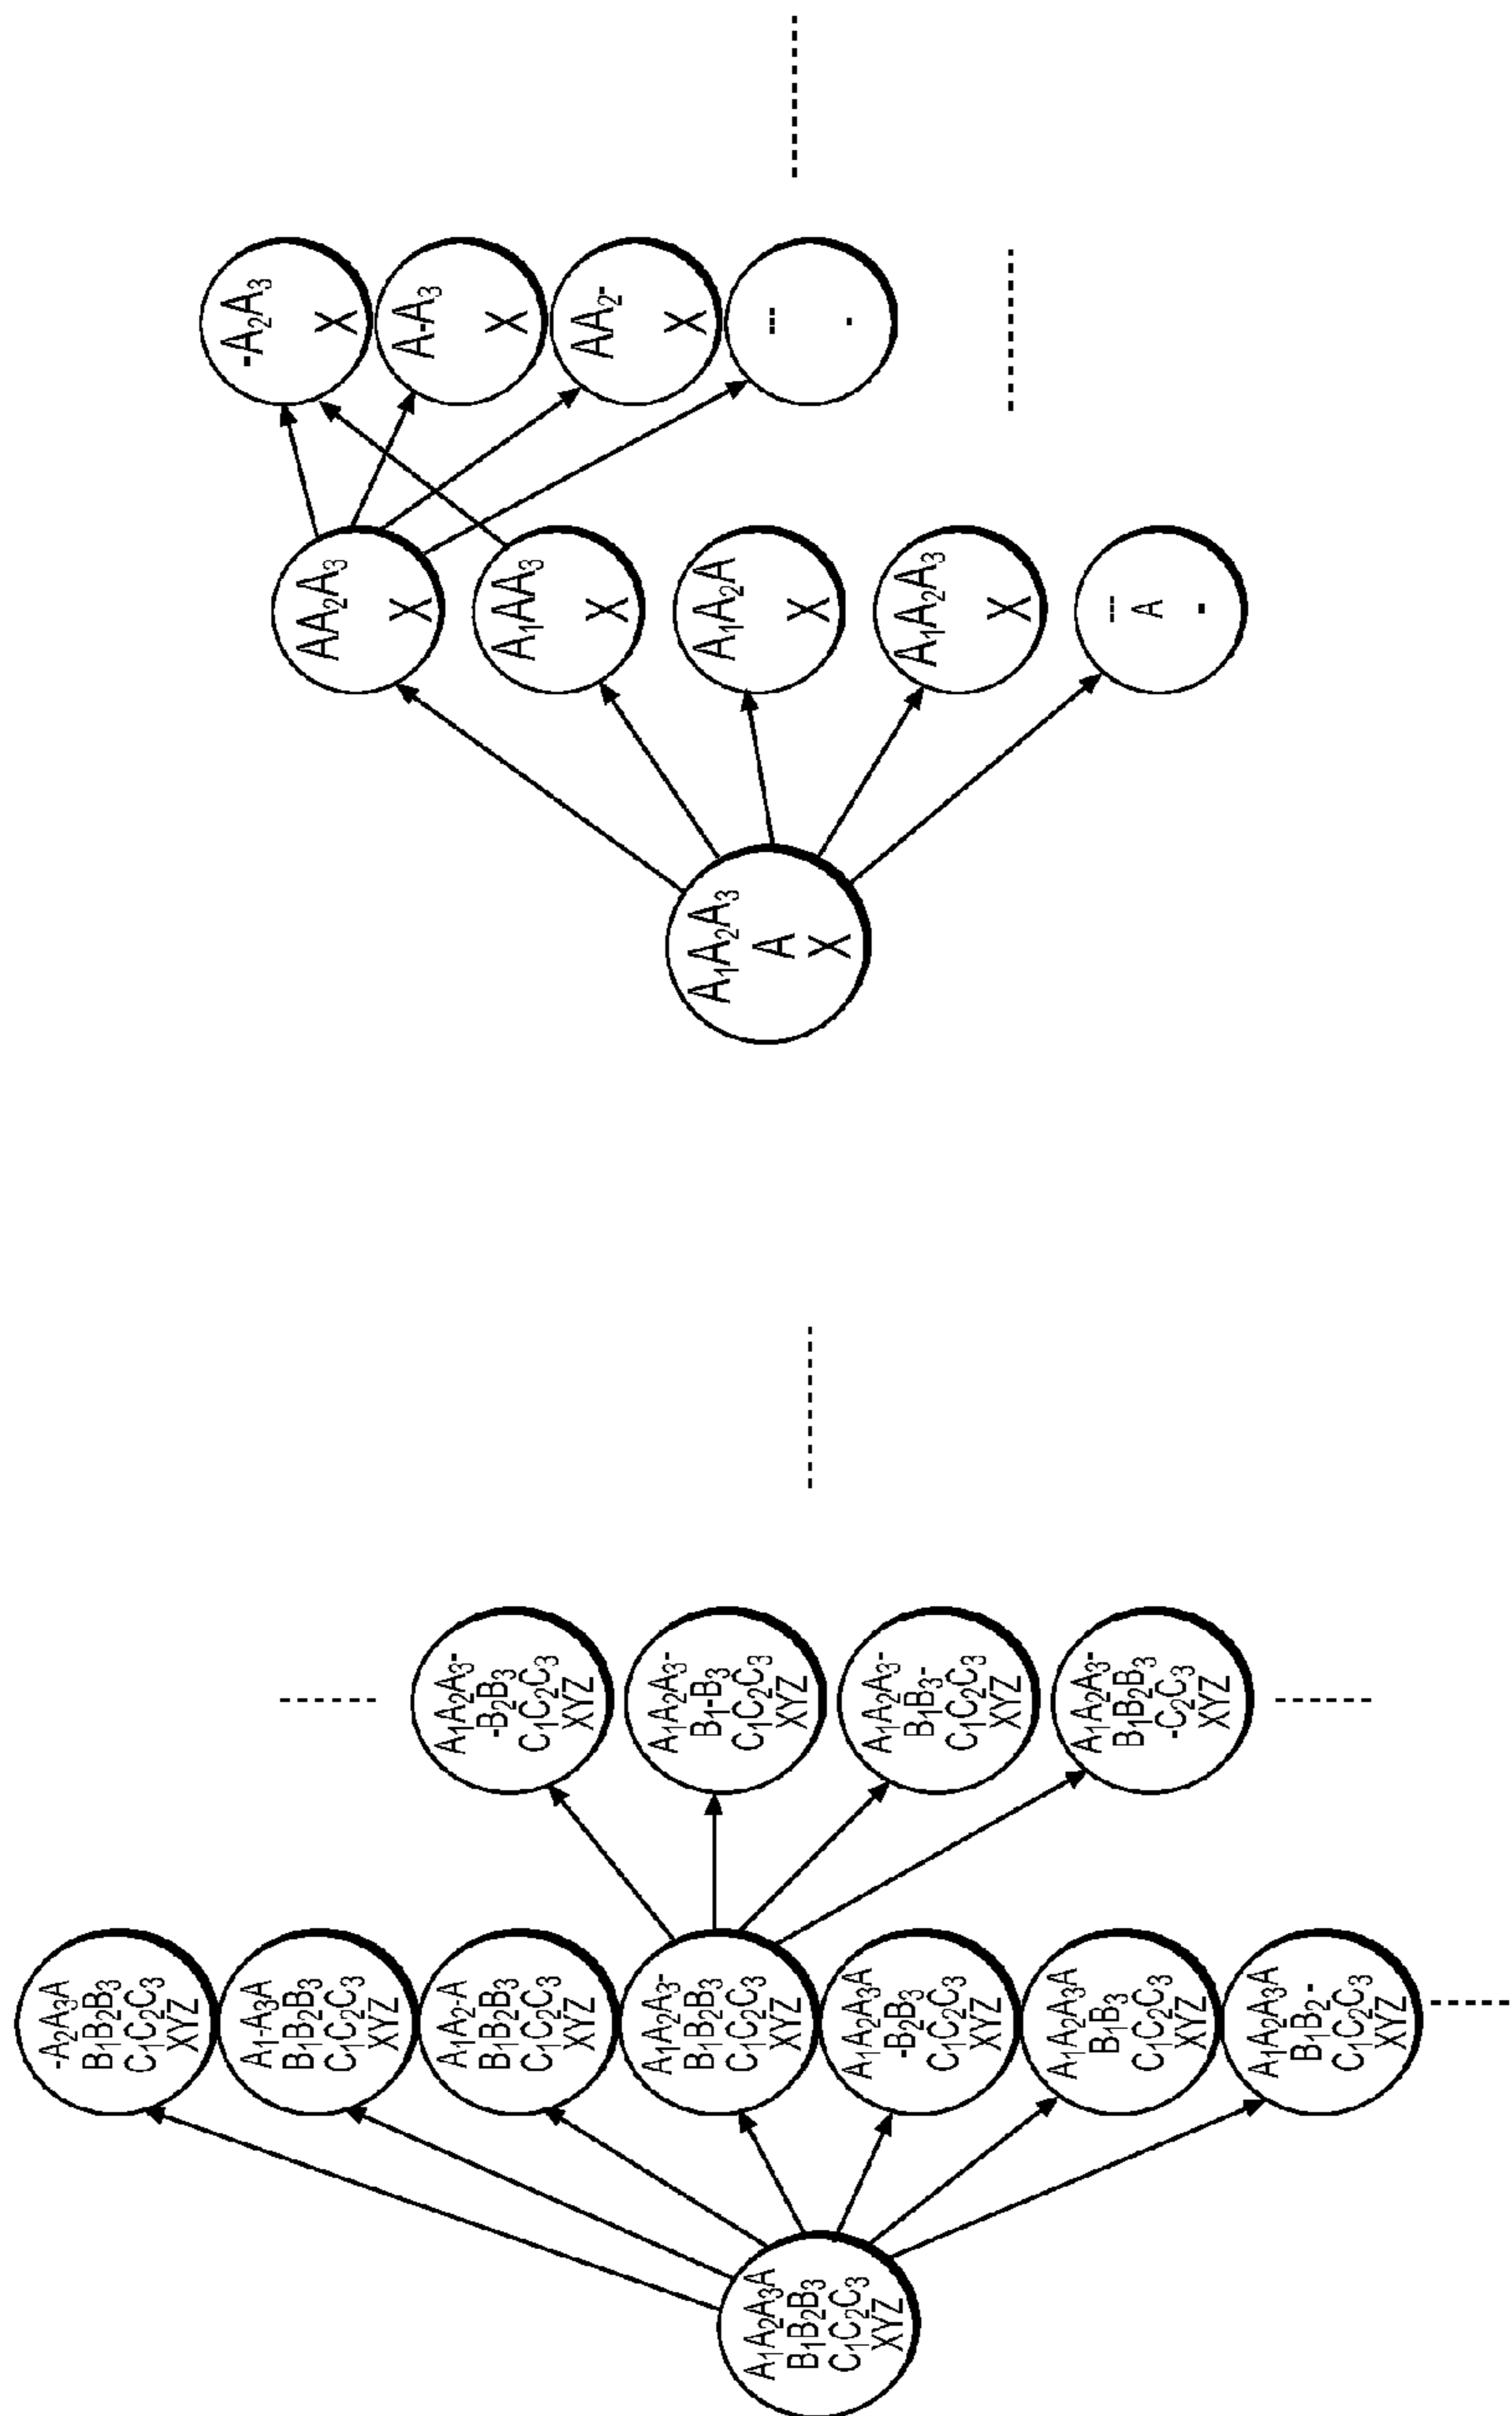 A₁A₂A₃A
B₁B₂B₃
C₁C₂C₃
XYZ
-A₂A₃A
B₁B₂B₃
C₁C₂C₃
XYZ
A₁-A₃A
B₁B₂B₃
C₁C₂C₃
XYZ
A₁A₂-A
B₁B₂B₃
C₁C₂C₃
XYZ
A₁A₂A₃-
B₁B₂B₃
C₁C₂C₃
XYZ
A₁A₂A₃A
-B₂B₃
C₁C₂C₃
XYZ
A₁A₂A₃A
B₁B₃
C₁C₂C₃
XYZ
A₁A₂A₃A
B₁B₂-
C₁C₂C₃
XYZ
A₁A₂A₃-
-B₂B₃
C₁C₂C₃
XYZ
A₁A₂A₃-
B₁-B₃
C₁C₂C₃
XYZ
A₁A₂A₃-
B₁B₃-
C₁C₂C₃
XYZ
A₁A₂A₃-
B₁B₂B₃
-C₂C₃
XYZ
A₁A₂A₃
A
X
AA₂A₃
X
A₁AA₃
X
A₁A₂A
X
A₁A₂A₃
X
---
A
-
-A₂A₃
X
A-A₃
X
AA₂-
X
---
-